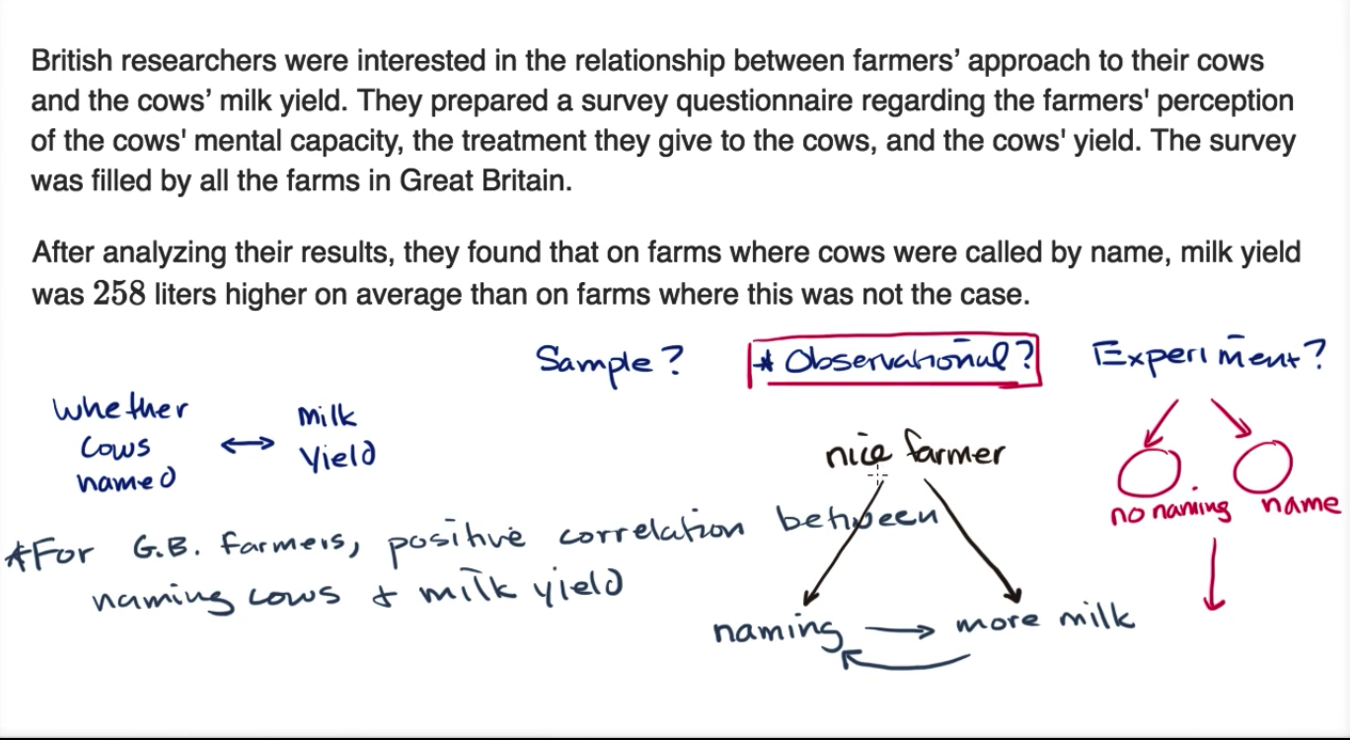 British researchers were interested in the relationship between farmers’ approach to their cows
and the cows’ milk yield. They prepared a survey questionnaire regarding the farmers' perception
of the cows' mental capacity, the treatment they give to the cows, and the cows' yield. The survey
was filled by all the farms in Great Britain.
After analyzing their results, they found that on farms where cows were called by name, milk yield
was 258 liters higher on average than on farms where this was not the case.
Sample? * Observational? Experiment?
Whether
cows
named
↔
Milk
Yield
nice farmer
no naming name
*For G.B. farmers, positive correlation between
naming cows & milk yield
naming → more milk